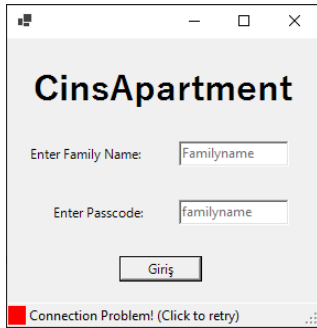 CinsApartment
Enter Family Name: Familyname
Enter Passcode: familyname
Giriş
Connection Problem! (Click to retry)